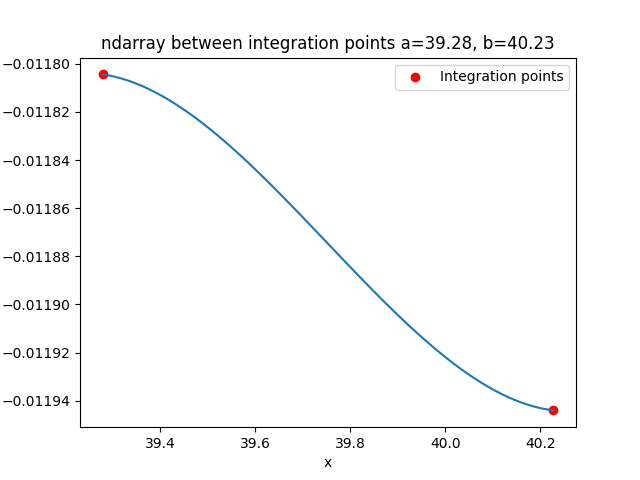 ndarray between integration points a=39.28, b=40.23
Integration points
−0.01180
−0.01182
−0.01184
−0.01186
−0.01188
−0.01190
−0.01192
−0.01194
39.4 39.6 39.8 40.0 40.2
x